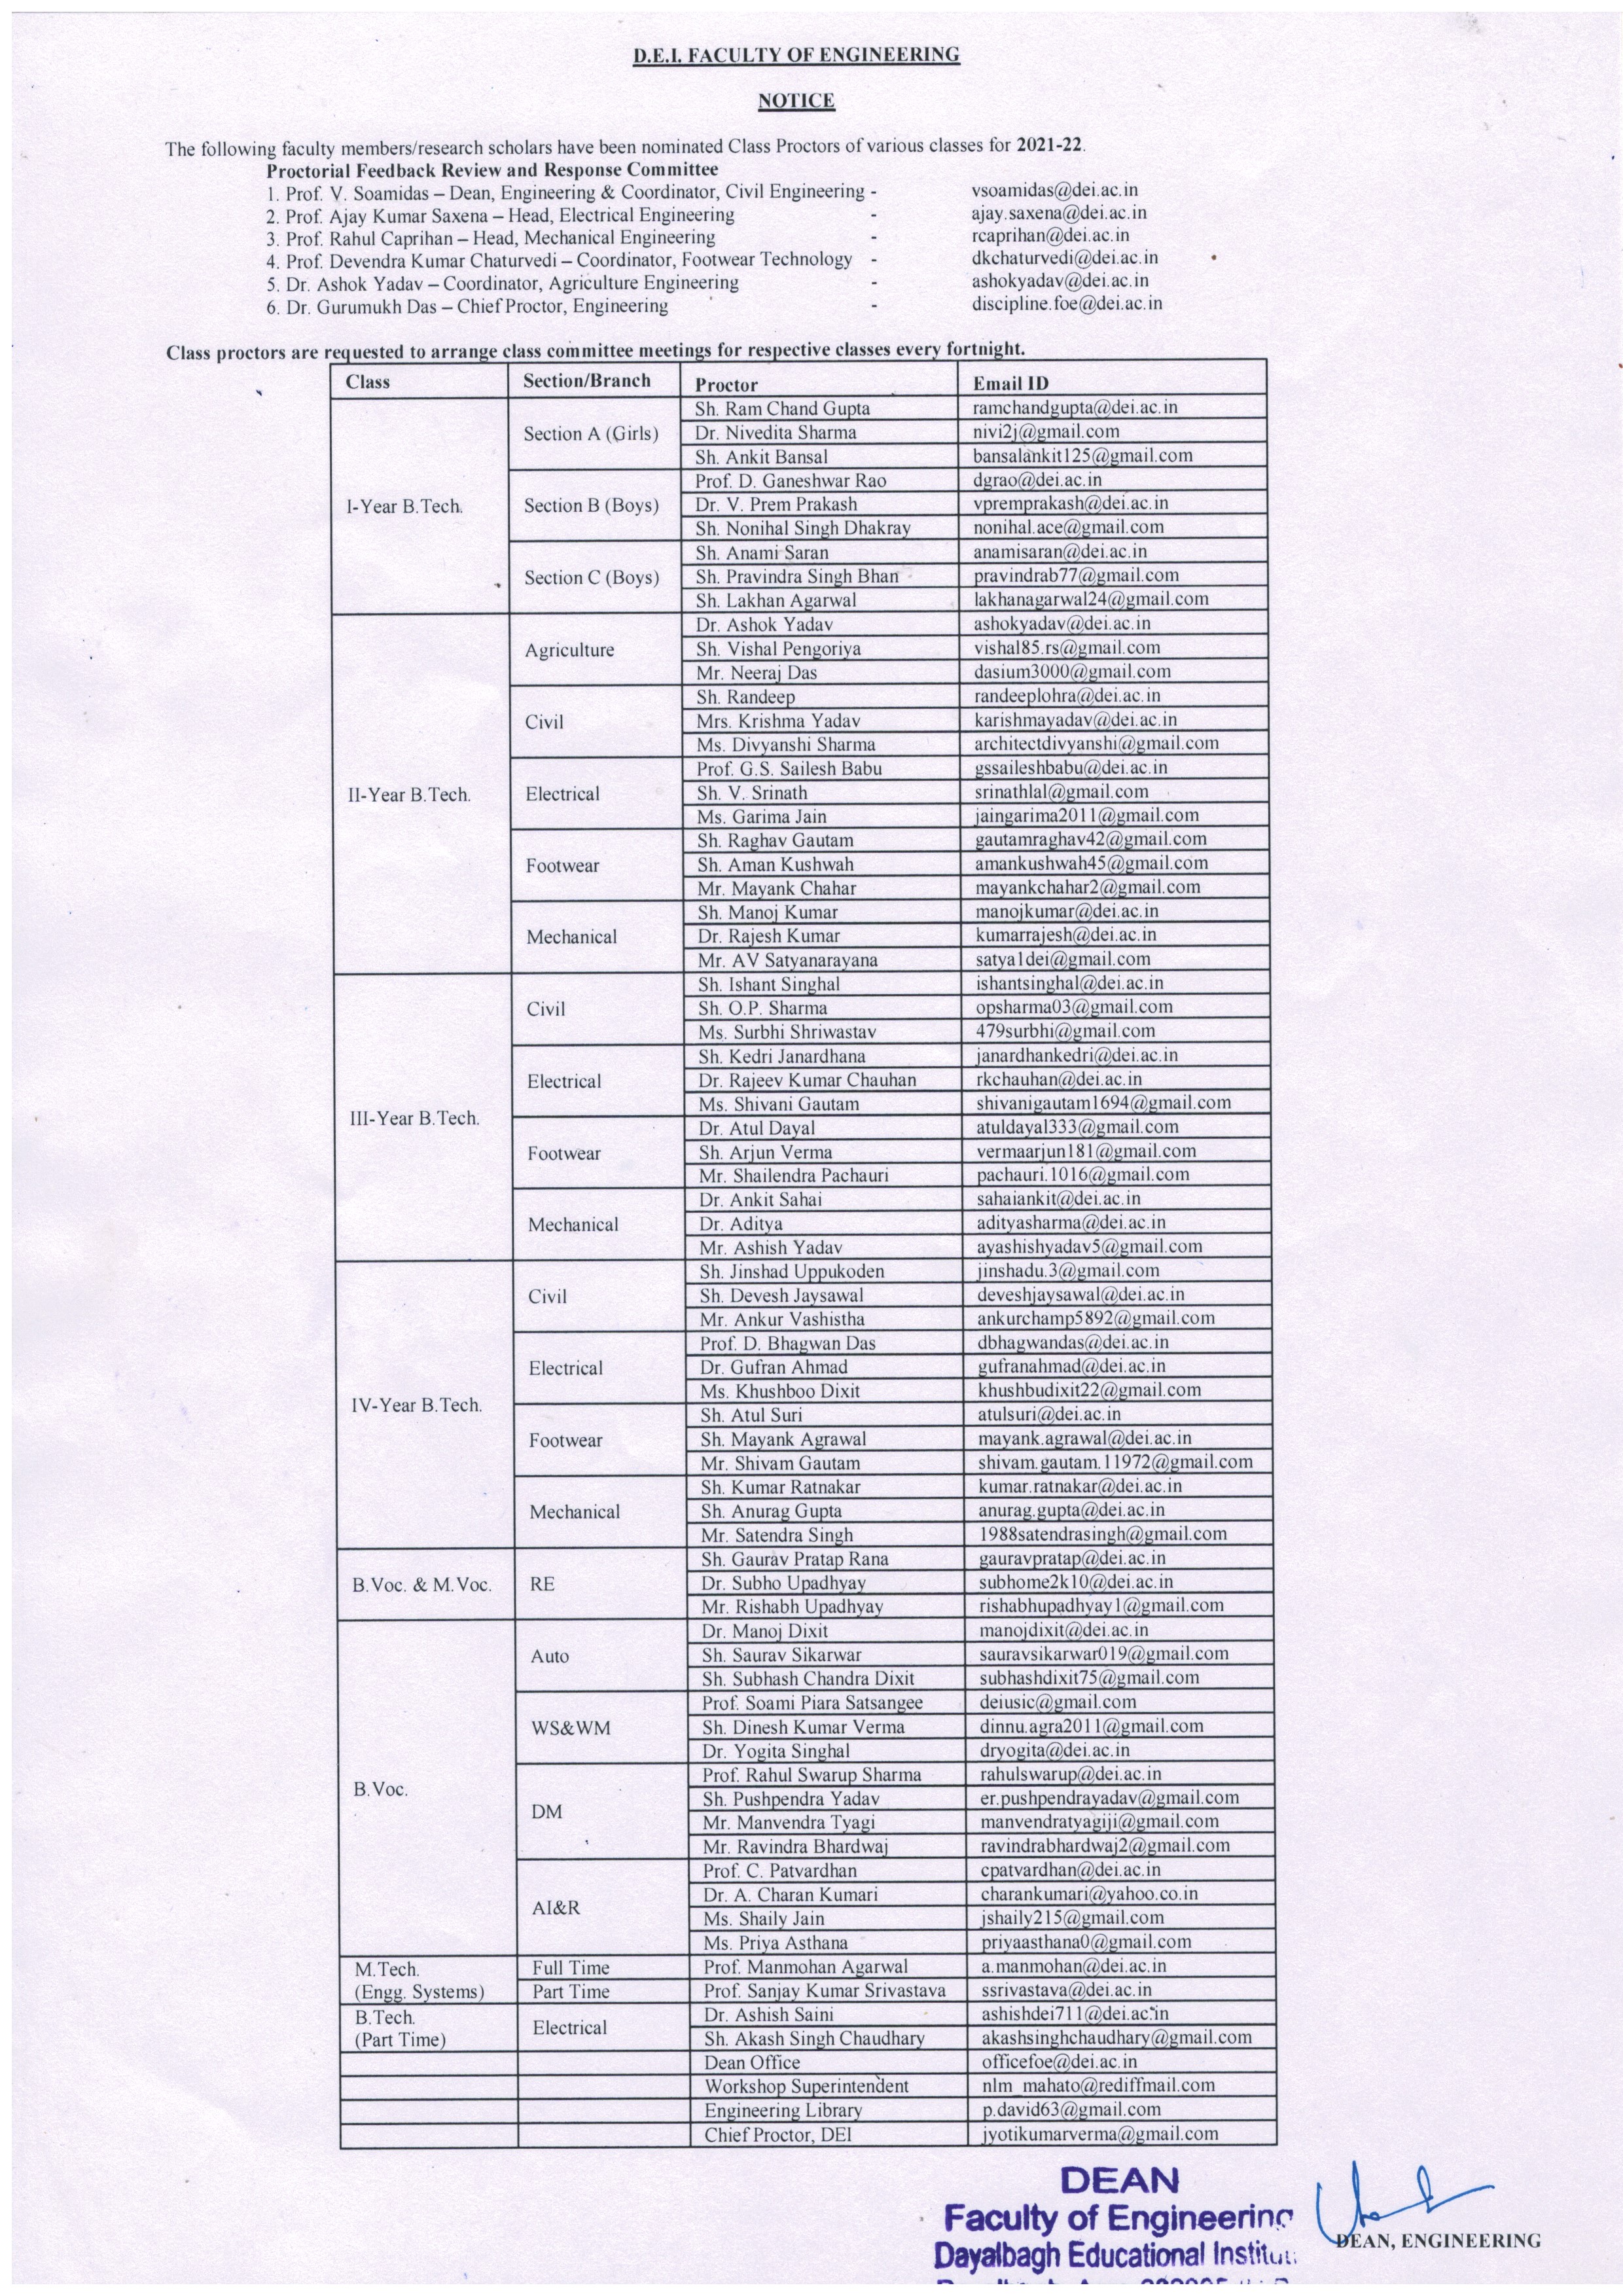 D.E.I. FACULTY OF ENGINEERING
NOTICE
The following faculty members/research scholars have been nominated Class Proctors of various classes for 2021-22.
Proctorial Feedback Review and Response Committee
1. Prof. V. Soamidas – Dean, Engineering & Coordinator, Civil Engineering - vsoamidas@dei.ac.in
2. Prof. Ajay Kumar Saxena – Head, Electrical Engineering - ajay.saxena@dei.ac.in
3. Prof. Rahul Caprihan – Head, Mechanical Engineering - rcaprihan@dei.ac.in
4. Prof. Devendra Kumar Chaturvedi – Coordinator, Footwear Technology - dkchaturvedi@dei.ac.in
5. Dr. Ashok Yadav – Coordinator, Agriculture Engineering - ashokyadav@dei.ac.in
6. Dr. Gurumukh Das – Chief Proctor, Engineering - discipline.foe@dei.ac.in
Class proctors are requested to arrange class committee meetings for respective classes every fortnight.
Class Section/Branch Proctor Email ID
I-Year B.Tech.
Section A (Girls)
Sh. Ram Chand Gupta ramchandgupta@dei.ac.in
Dr. Nivedita Sharma nivi2j@gmail.com
Sh. Ankit Bansal bansalankit125@gmail.com
Section B (Boys)
Prof. D. Ganeshwar Rao dgrao@dei.ac.in
Dr. V. Prem Prakash vpremprakash@dei.ac.in
Sh. Nonihal Singh Dhakray nonihal.ace@gmail.com
Section C (Boys)
Sh. Anami Saran anamisaran@dei.ac.in
Sh. Pravindra Singh Bhan pravindrab77@gmail.com
Sh. Lakhan Agarwal lakhanagarwal24@gmail.com
II-Year B.Tech.
Agriculture
Dr. Ashok Yadav ashokyadav@dei.ac.in
Sh. Vishal Pengoriya vishal85.rs@gmail.com
Mr. Neeraj Das dasium3000@gmail.com
Civil
Sh. Randeep randeeplohra@dei.ac.in
Mrs. Krishma Yadav karishmayadav@dei.ac.in
Ms. Divyanshi Sharma architectdivyanshi@gmail.com
Electrical
Prof. G.S. Sailesh Babu gssaileshbabu@dei.ac.in
Sh. V. Srinath srinathlal@gmail.com
Ms. Garima Jain jaingarima2011@gmail.com
Footwear
Sh. Raghav Gautam gautamraghav42@gmail.com
Sh. Aman Kushwah amankushwah45@gmail.com
Mr. Mayank Chahar mayankchahar2@gmail.com
Mechanical
Sh. Manoj Kumar manojkumar@dei.ac.in
Dr. Rajesh Kumar kumarrajesh@dei.ac.in
Mr. AV Satyanarayana satya1dei@gmail.com
III-Year B.Tech.
Civil
Sh. Ishant Singhal ishantsinghal@dei.ac.in
Sh. O.P. Sharma opsharma03@gmail.com
Ms. Surbhi Shriwastav 479surbhi@gmail.com
Electrical
Sh. Kedri Janardhana janardhankedri@dei.ac.in
Dr. Rajeev Kumar Chauhan rkchauhan@dei.ac.in
Ms. Shivani Gautam shivanigautam1694@gmail.com
Footwear
Dr. Atul Dayal atuldayal333@gmail.com
Sh. Arjun Verma vermaarjun181@gmail.com
Mr. Shailendra Pachauri pachauri.1016@gmail.com
Mechanical
Dr. Ankit Sahai sahaiankit@dei.ac.in
Dr. Aditya adityasharma@dei.ac.in
Mr. Ashish Yadav ayashishyadav5@gmail.com
IV-Year B.Tech.
Civil
Sh. Jinshad Uppukoden jinshadu.3@gmail.com
Sh. Devesh Jaysawal deveshjaysawal@dei.ac.in
Mr. Ankur Vashistha ankurchamp5892@gmail.com
Electrical
Prof. D. Bhagwan Das dbhagwandas@dei.ac.in
Dr. Gufran Ahmad gufranahmad@dei.ac.in
Ms. Khushboo Dixit khushbudixit22@gmail.com
Footwear
Sh. Atul Suri atulsuri@dei.ac.in
Sh. Mayank Agrawal mayank.agrawal@dei.ac.in
Mr. Shivam Gautam shivam.gautam.11972@gmail.com
Mechanical
Sh. Kumar Ratnakar kumar.ratnakar@dei.ac.in
Sh. Anurag Gupta anurag.gupta@dei.ac.in
Mr. Satendra Singh 1988satendrasingh@gmail.com
B.Voc. & M.Voc.
RE
Sh. Gaurav Pratap Rana gauravpratap@dei.ac.in
Dr. Subho Upadhyay subhome2k10@dei.ac.in
Mr. Rishabh Upadhyay rishabhupadhyay1@gmail.com
B.Voc.
Auto
Dr. Manoj Dixit manojdixit@dei.ac.in
Sh. Saurav Sikarwar sauravsikarwar019@gmail.com
Sh. Subhash Chandra Dixit subhashdixit75@gmail.com
WS&WM
Prof. Soami Piara Satsangee deiusic@gmail.com
Sh. Dinesh Kumar Verma dinnu.agra2011@gmail.com
Dr. Yogita Singhal dryogita@dei.ac.in
DM
Prof. Rahul Swarup Sharma rahulswarup@dei.ac.in
Sh. Pushpendra Yadav er.pushpendrayadav@gmail.com
Mr. Manvendra Tyagi manvendratyagiji@gmail.com
Mr. Ravindra Bhardwaj ravindrabhardwaj2@gmail.com
AI&R
Prof. C. Patvardhan cpatvardhan@dei.ac.in
Dr. A. Charan Kumari charankumari@yahoo.co.in
Ms. Shaily Jain jshaily215@gmail.com
Ms. Priya Asthana priyaasthana0@gmail.com
M.Tech.
(Engg. Systems)
Full Time Prof. Manmohan Agarwal a.manmohan@dei.ac.in
Part Time Prof. Sanjay Kumar Srivastava ssrivastava@dei.ac.in
B.Tech.
(Part Time)
Electrical
Dr. Ashish Saini ashishdei711@dei.ac.in
Sh. Akash Singh Chaudhary akashsinghchaudhary@gmail.com
Dean Office officefoe@dei.ac.in
Workshop Superintendent nlm_mahato@rediffmail.com
Engineering Library p.david63@gmail.com
Chief Proctor, DEI jyotikumarverma@gmail.com
DEAN
Faculty of Engineering
Dayalbagh Educational
DEAN, ENGINEERING